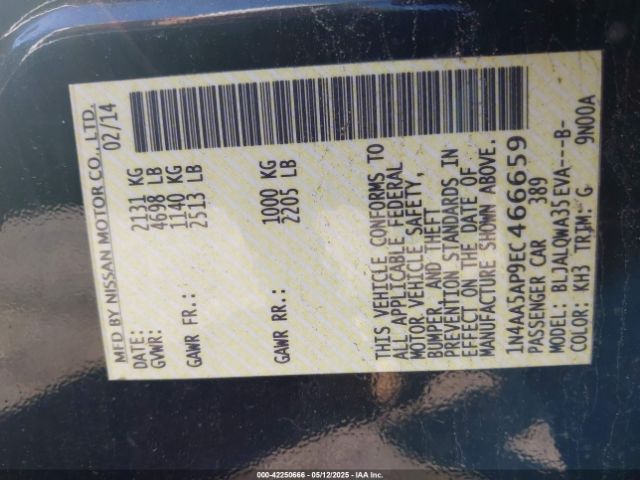 MFD BY NISSAN MOTOR CO., LTD.
DATE: 02/14
GVWR: 2131 KG
4698 LB
GAWR FR.: 1140 KG
2513 LB
GAWR RR.: 1000 KG
2205 LB
THIS VEHICLE CONFORMS TO
ALL APPLICABLE FEDERAL
MOTOR VEHICLE SAFETY,
BUMPER, AND THEFT
PREVENTION STANDARDS IN
EFFECT ON THE DATE OF
MANUFACTURE SHOWN ABOVE.
1N4AA5AP9EC466659
PASSENGER CAR 389
MODEL: BLJALQWA35EVA---B-
COLOR: KH3 TRIM: G 9N00A
000-42250666 - 05/12/2025 - IAA Inc.